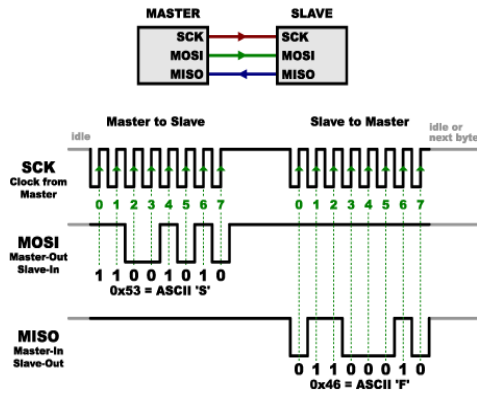 MASTER SLAVE
SCK SCK
MOSI MOSI
MISO MISO
Master to Slave Slave to Master
idle idle or
next byte
SCK
Clock from
Master
0 1 2 3 4 5 6 7 0 1 2 3 4 5 6 7
MOSI
Master-Out
Slave-In
1 1 0 0 1 0 1 0
0x53 = ASCII 'S'
MISO
Master-In
Slave-Out
0 1 1 0 0 0 1 0
0x46 = ASCII 'F'